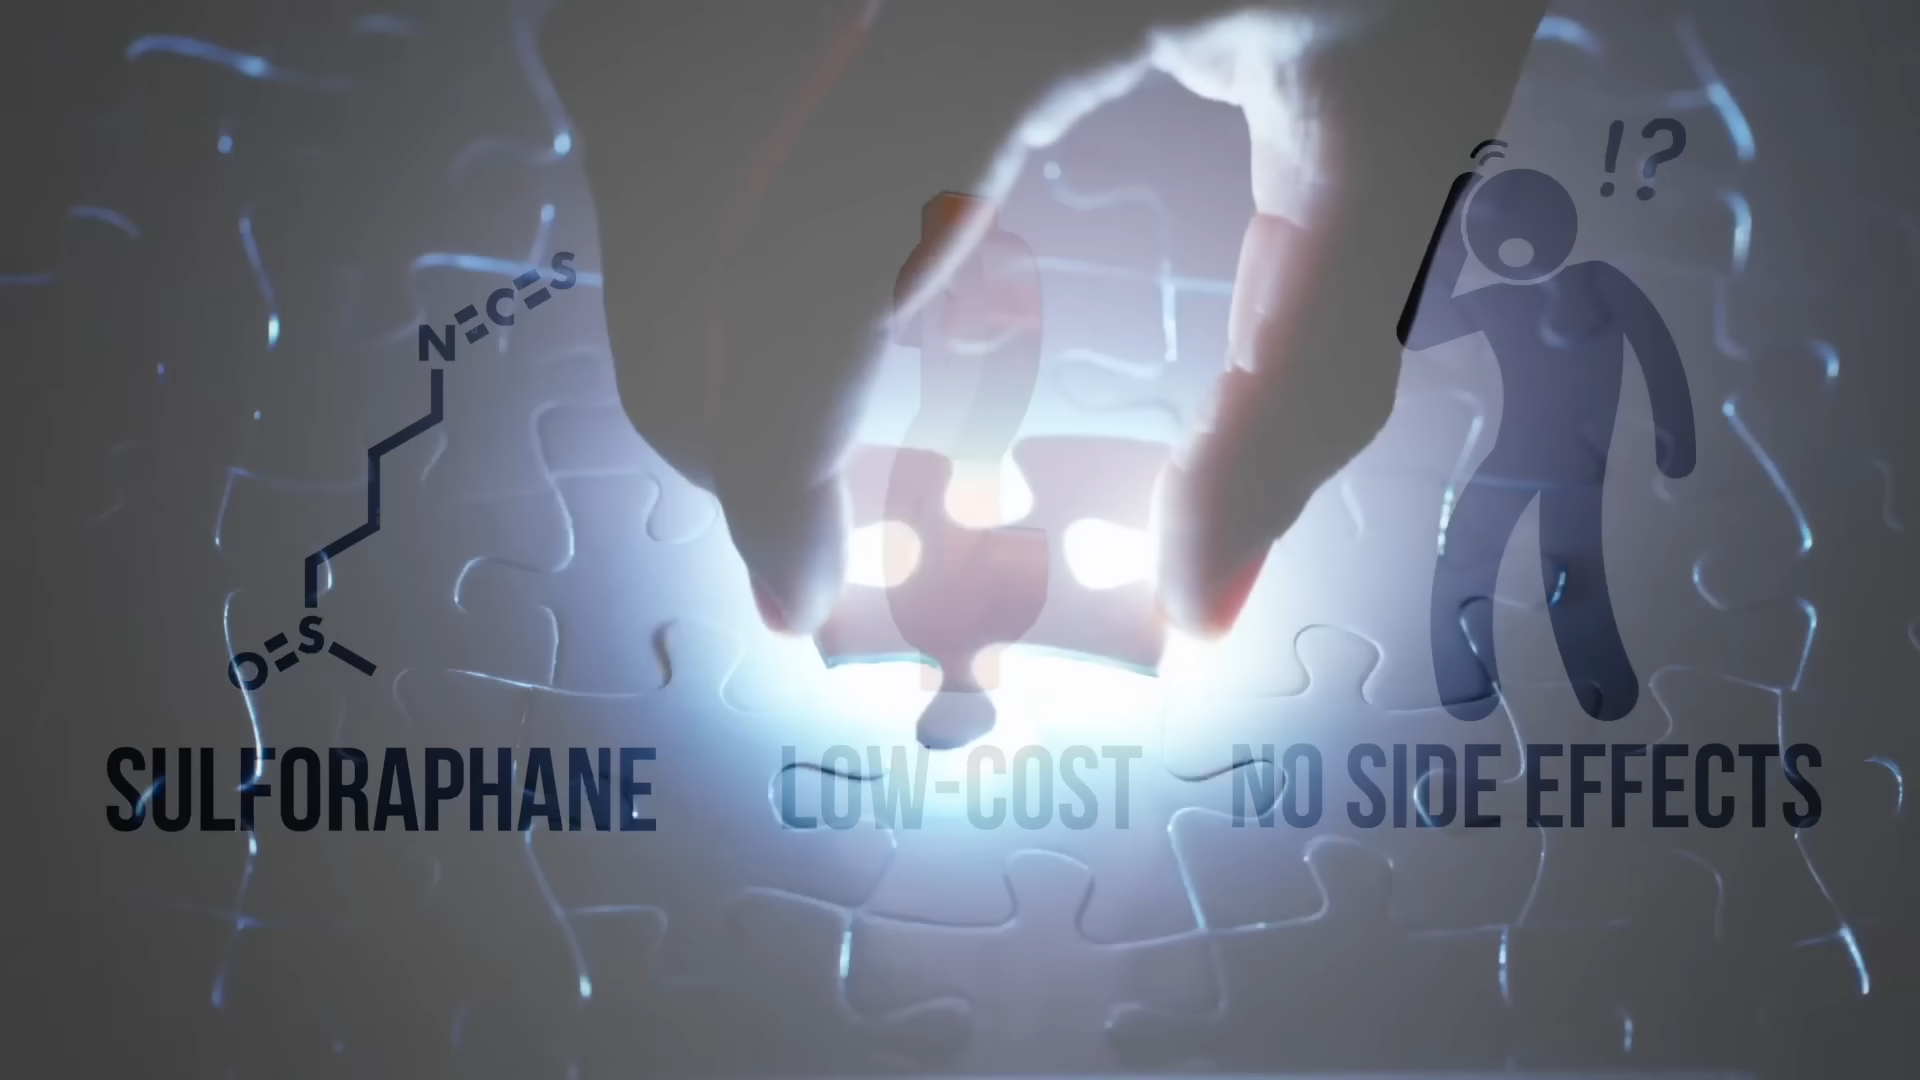 !?
N=C=S
O=S
SULFORAPHANE
LOW-COST
NO SIDE EFFECTS